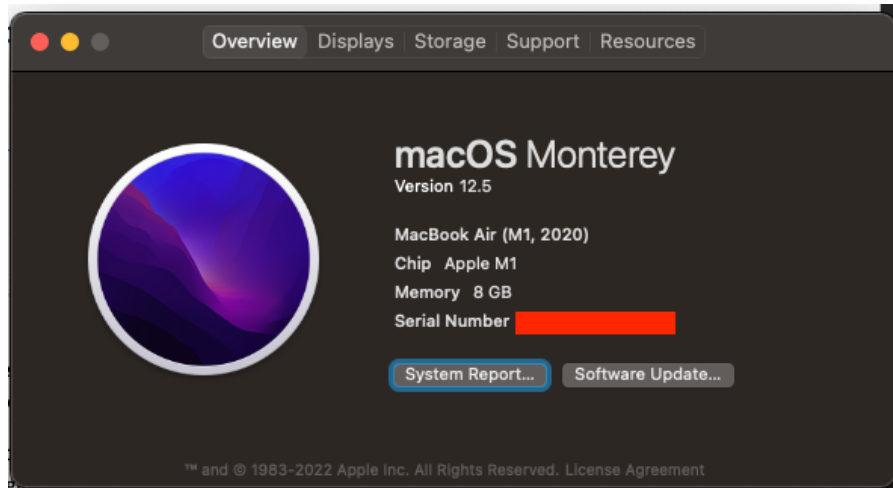 Overview Displays Storage Support Resources
macOS Monterey
Version 12.5
MacBook Air (M1, 2020)
Chip Apple M1
Memory 8 GB
Serial Number
System Report... Software Update...
™ and © 1983-2022 Apple Inc. All Rights Reserved. License Agreement